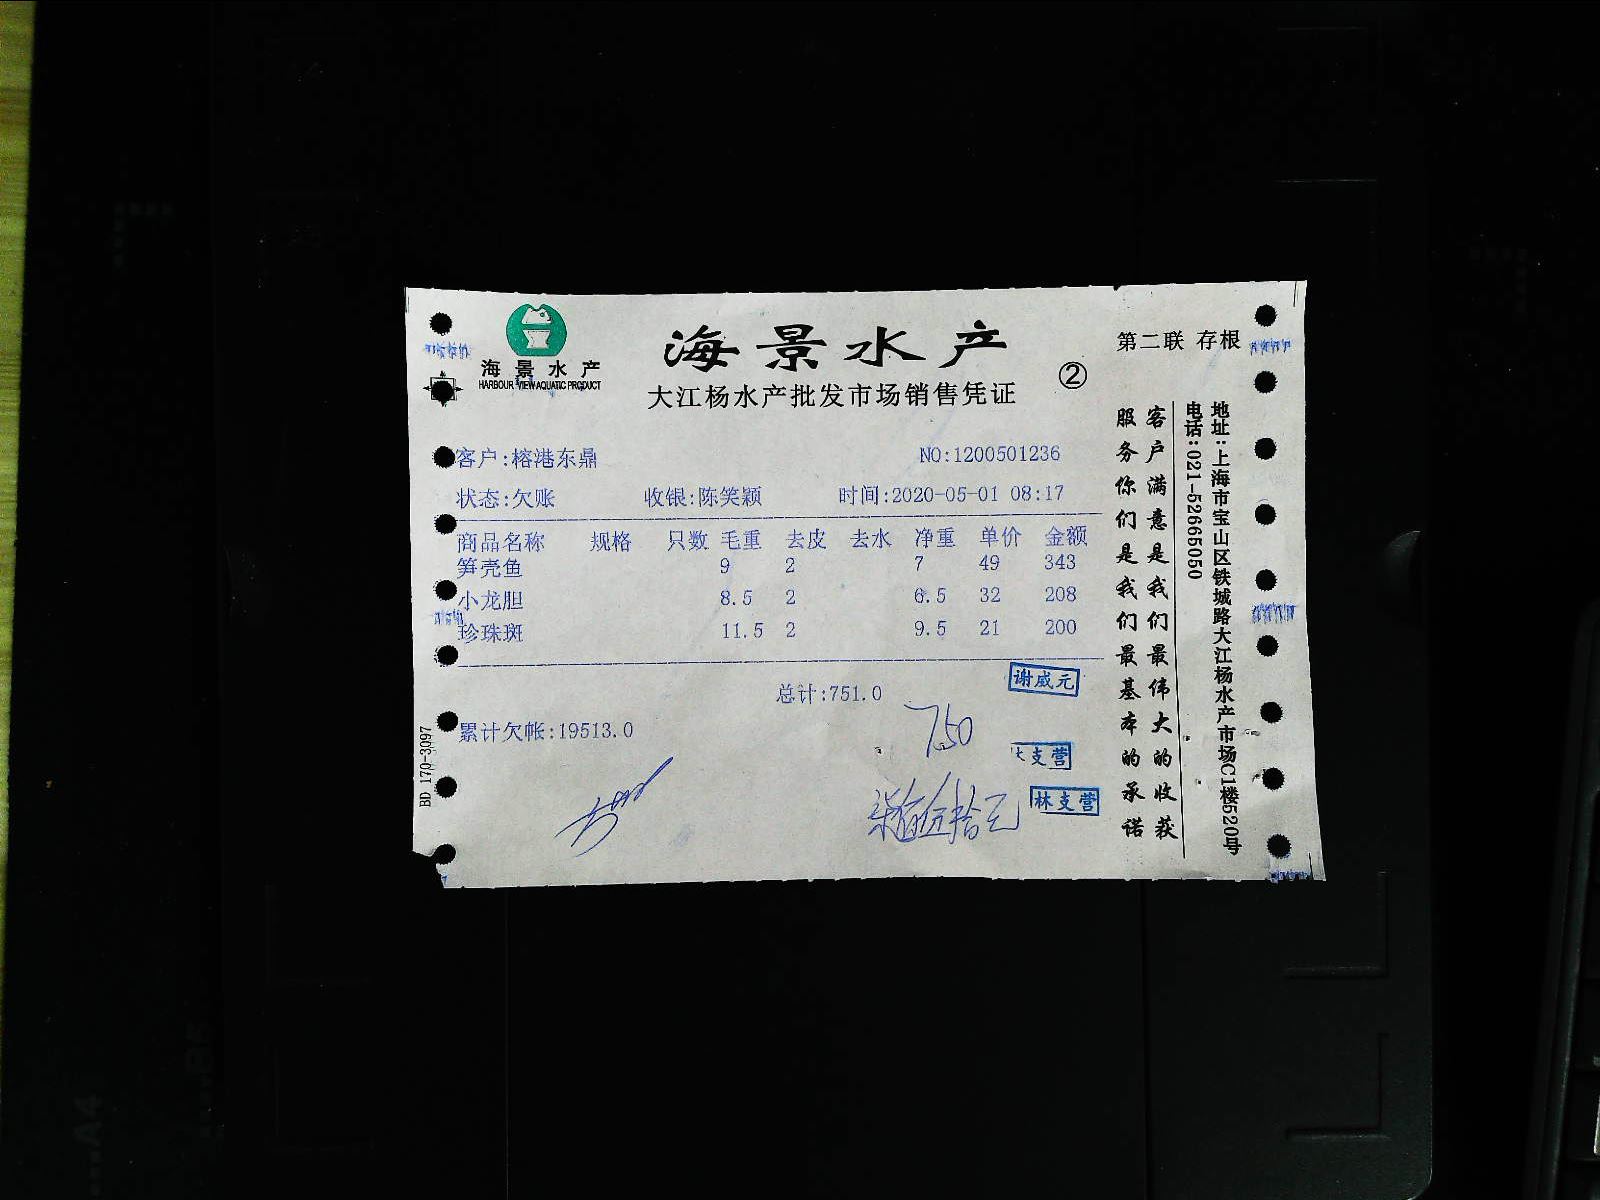 海景水产
HARBOUR VIEW AQUATIC PRODUCT
海景水产
大江杨水产批发市场销售凭证
②
第二联 存根
客户:榕港东鼎 NO:1200501236
状态:欠账 收银:陈笑颖 时间:2020-05-01 08:17
商品名称 规格 只数 毛重 去皮 去水 净重 单价 金额
笋壳鱼 9 2 7 49 343
小龙胆 8.5 2 6.5 32 208
珍珠斑 11.5 2 9.5 21 200
总计:751.0
谢威元
累计欠帐:19513.0
750
支营
林支营
柒佰伍拾元
BD 170-3097
客户满意是我们最伟大的收获
服务你们是我们最基本的承诺
地址:上海市宝山区铁城路大江杨水产市场C1楼520号
电话:021-52665050